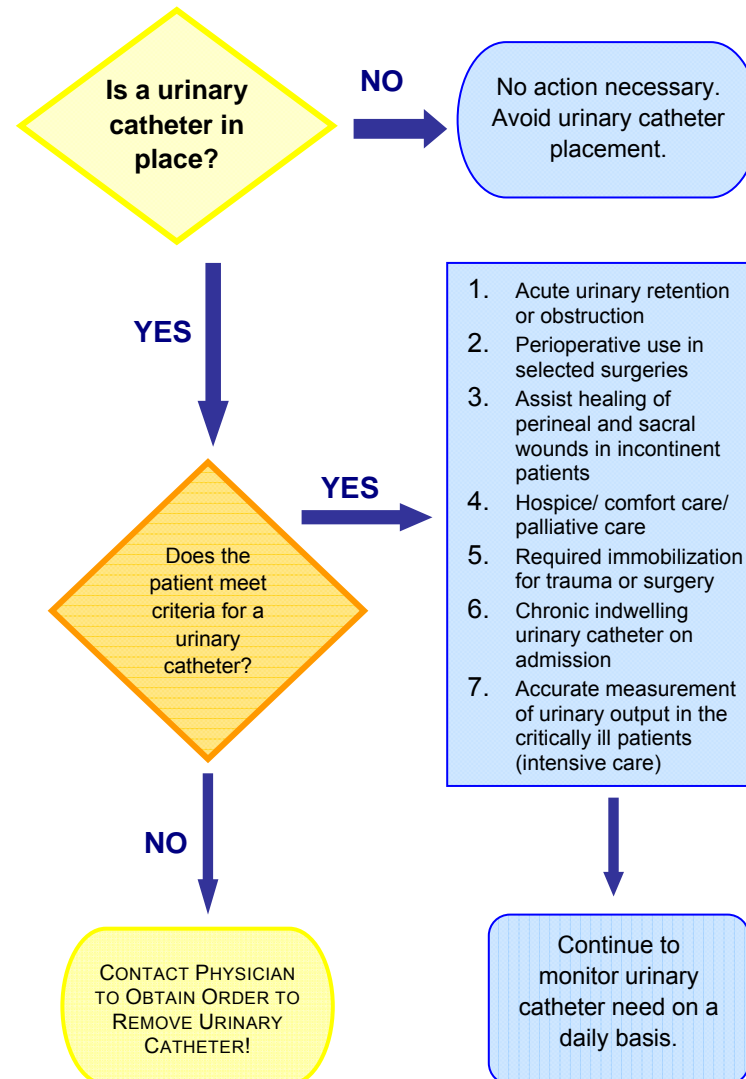 Is a urinary
catheter in
place?
NO
No action necessary.
Avoid urinary catheter
placement.
YES
Does the
patient meet
criteria for a
urinary
catheter?
YES
1. Acute urinary retention
or obstruction
2. Perioperative use in
selected surgeries
3. Assist healing of
perineal and sacral
wounds in incontinent
patients
4. Hospice/ comfort care/
palliative care
5. Required immobilization
for trauma or surgery
6. Chronic indwelling
urinary catheter on
admission
7. Accurate measurement
of urinary output in the
critically ill patients
(intensive care)
NO
CONTACT PHYSICIAN
TO OBTAIN ORDER TO
REMOVE URINARY
CATHETER!
Continue to
monitor urinary
catheter need on a
daily basis.